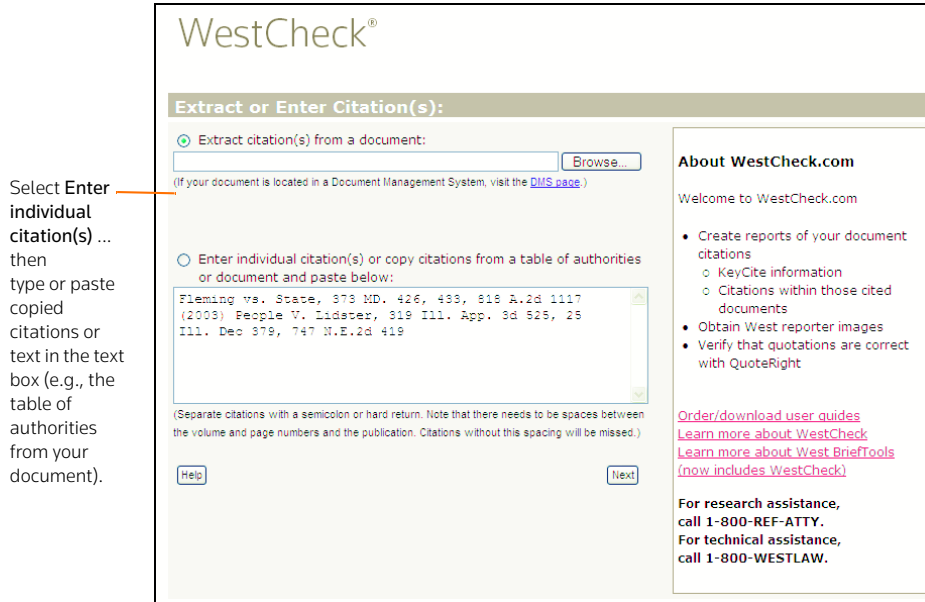 WestCheck®
Extract or Enter Citation(s):
Extract citation(s) from a document:
Browse...
(If your document is located in a Document Management System, visit the DMS page.)
Select Enter
individual
citation(s) ...
then
type or paste
copied
citations or
text in the text
box (e.g., the
table of
authorities
from your
document).
Enter individual citation(s) or copy citations from a table of authorities
or document and paste below:
Fleming vs. State, 373 MD. 426, 433, 818 A.2d 1117
(2003) People V. Lidster, 319 Ill. App. 3d 525, 25
Ill. Dec 379, 747 N.E.2d 419
(Separate citations with a semicolon or hard return. Note that there needs to be spaces between
the volume and page numbers and the publication. Citations without this spacing will be missed.)
Help
Next
About WestCheck.com
Welcome to WestCheck.com
• Create reports of your document
citations
○ KeyCite information
○ Citations within those cited
documents
• Obtain West reporter images
• Verify that quotations are correct
with QuoteRight
Order/download user guides
Learn more about WestCheck
Learn more about West BriefTools
(now includes WestCheck)
For research assistance,
call 1-800-REF-ATTY.
For technical assistance,
call 1-800-WESTLAW.